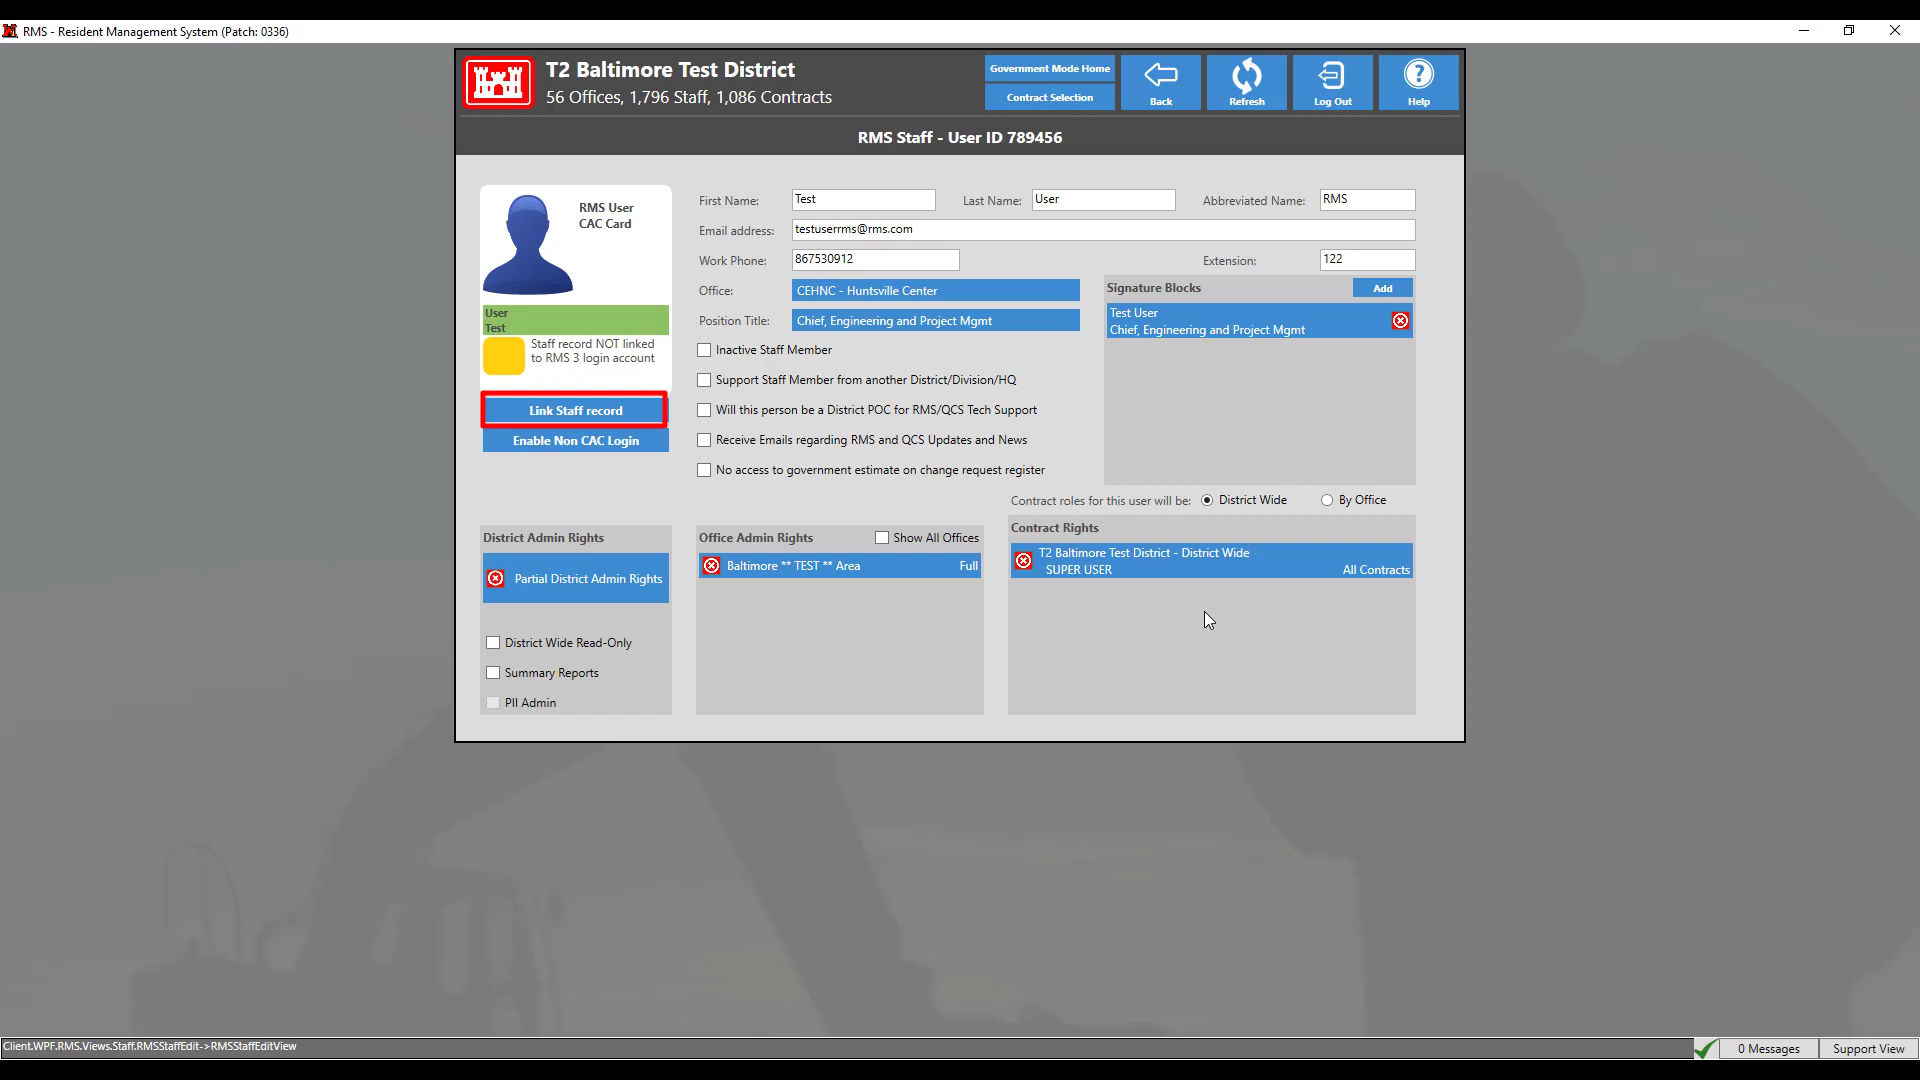 RMS - Resident Management System (Patch: 0336)
T2 Baltimore Test District
56 Offices, 1,796 Staff, 1,086 Contracts
Government Mode Home
Contract Selection
Back
Refresh
Log Out
Help
RMS Staff - User ID 789456
RMS User
CAC Card
User
Test
Staff record NOT linked
to RMS 3 login account
Link Staff record
Enable Non CAC Login
First Name: Test Last Name: User Abbreviated Name: RMS
Email address: testuserrms@rms.com
Work Phone: 867530912 Extension: 122
Office: CEHNC - Huntsville Center
Position Title: Chief, Engineering and Project Mgmt
Signature Blocks Add
Test User
Chief, Engineering and Project Mgmt
Inactive Staff Member
Support Staff Member from another District/Division/HQ
Will this person be a District POC for RMS/QCS Tech Support
Receive Emails regarding RMS and QCS Updates and News
No access to government estimate on change request register
Contract roles for this user will be: District Wide By Office
District Admin Rights
Partial District Admin Rights
District Wide Read-Only
Summary Reports
PII Admin
Office Admin Rights Show All Offices
Baltimore ** TEST ** Area Full
Contract Rights
T2 Baltimore Test District - District Wide
SUPER USER All Contracts
Client.WPF.RMS.Views.Staff.RMSStaffEdit->RMSStaffEditView
0 Messages
Support View